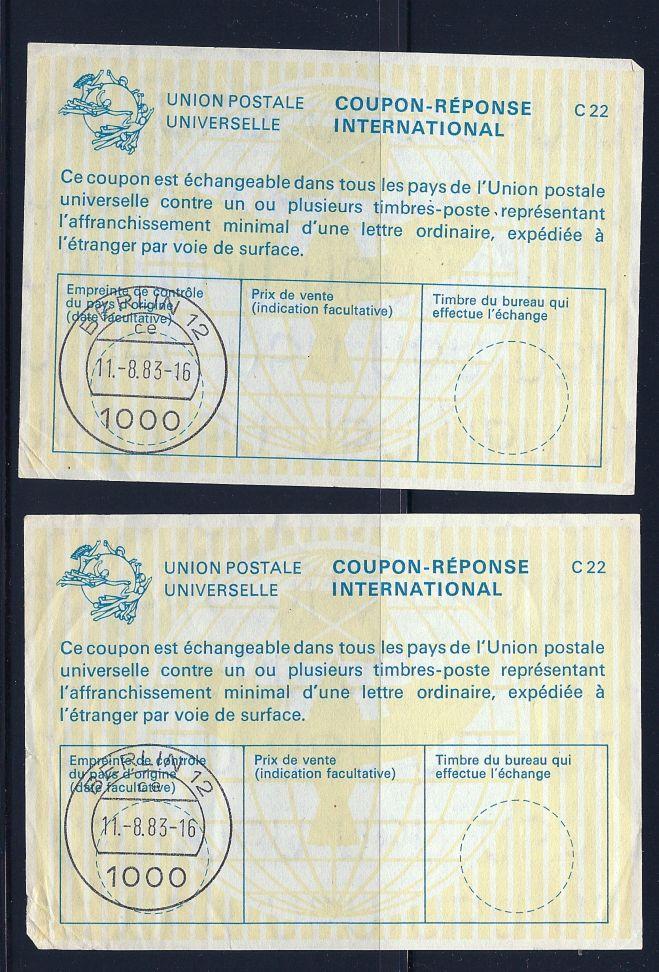 UNION POSTALE
UNIVERSELLE
COUPON-RÉPONSE
INTERNATIONAL
C 22
Ce coupon est échangeable dans tous les pays de l'Union postale
universelle contre un ou plusieurs timbres-poste représentant
l'affranchissement minimal d'une lettre ordinaire, expédiée à
l'étranger par voie de surface.
Empreinte de contrôle
du pays d'origine
(date facultative)
Prix de vente
(indication facultative)
Timbre du bureau qui
effectue l'échange
BERLIN 12
ce
11.-8.83-16
1000
UNION POSTALE
UNIVERSELLE
COUPON-RÉPONSE
INTERNATIONAL
C 22
Ce coupon est échangeable dans tous les pays de l'Union postale
universelle contre un ou plusieurs timbres-poste représentant
l'affranchissement minimal d'une lettre ordinaire, expédiée à
l'étranger par voie de surface.
Empreinte de contrôle
du pays d'origine
(date facultative)
Prix de vente
(indication facultative)
Timbre du bureau qui
effectue l'échange
BERLIN 12
ce
11.-8.83-16
1000